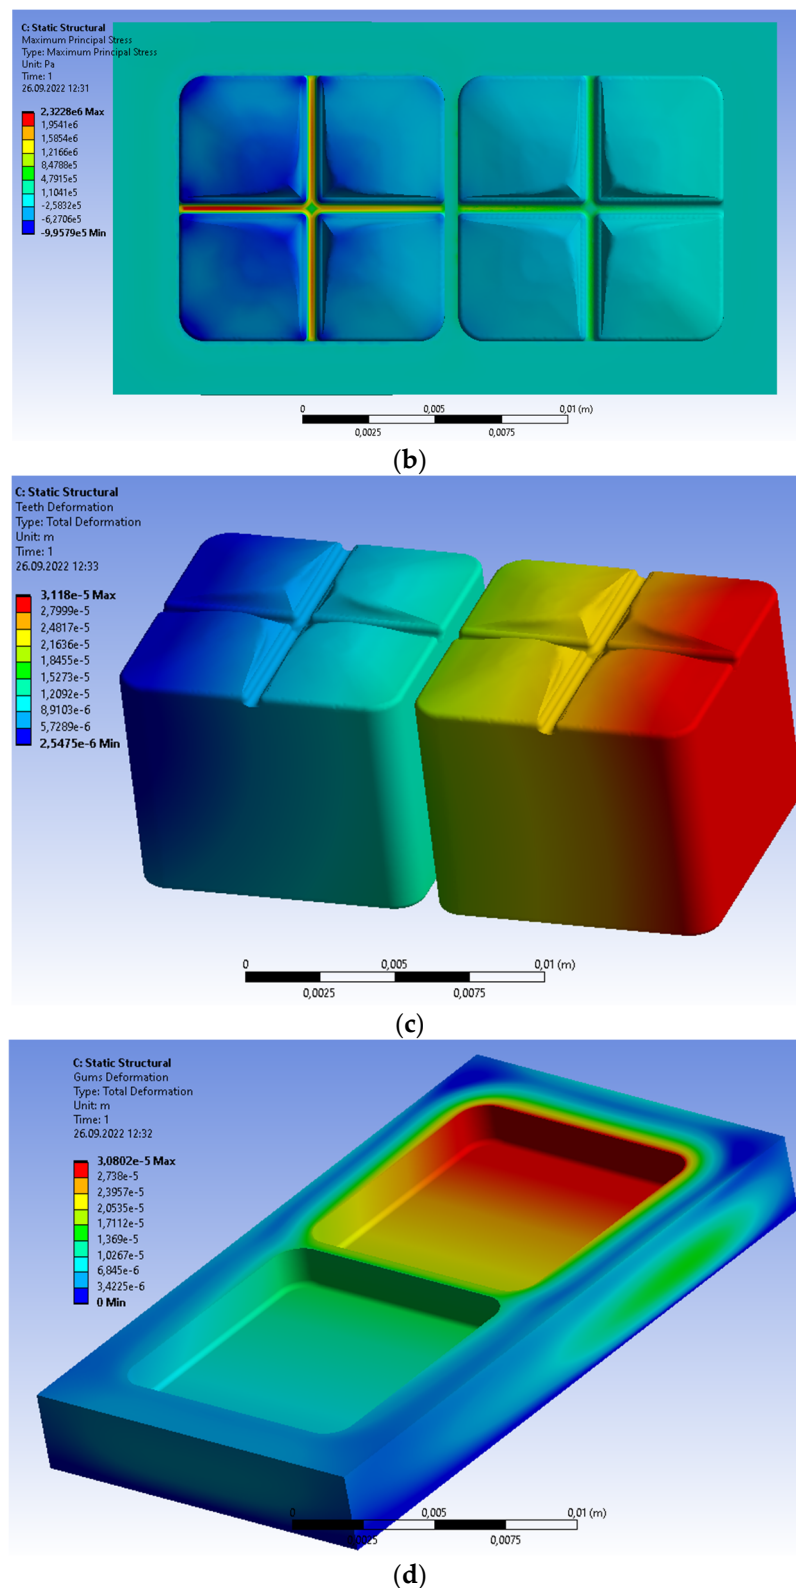 C: Static Structural
Maximum Principal Stress
Type: Maximum Principal Stress
Unit: Pa
Time: 1
26.09.2022 12:31
2,3228e6 Max
1,9541e6
1,5854e6
1,2166e6
8,4788e5
4,7915e5
1,1041e5
-2,5832e5
-6,2706e5
-9,9579e5 Min
0
0,005
0,01 (m)
0,0025
0,0075
(b)
C: Static Structural
Teeth Deformation
Type: Total Deformation
Unit: m
Time: 1
26.09.2022 12:33
3,118e-5 Max
2,7999e-5
2,4817e-5
2,1636e-5
1,8455e-5
1,5273e-5
1,2092e-5
8,9103e-6
5,7289e-6
2,5475e-6 Min
0
0,005
0,01 (m)
0,0025
0,0075
(c)
C: Static Structural
Gums Deformation
Type: Total Deformation
Unit: m
Time: 1
26.09.2022 12:32
3,0802e-5 Max
2,738e-5
2,3957e-5
2,0535e-5
1,7112e-5
1,369e-5
1,0267e-5
6,845e-6
3,4225e-6
0 Min
0
0,005
0,01 (m)
0,0025
0,0075
(d)